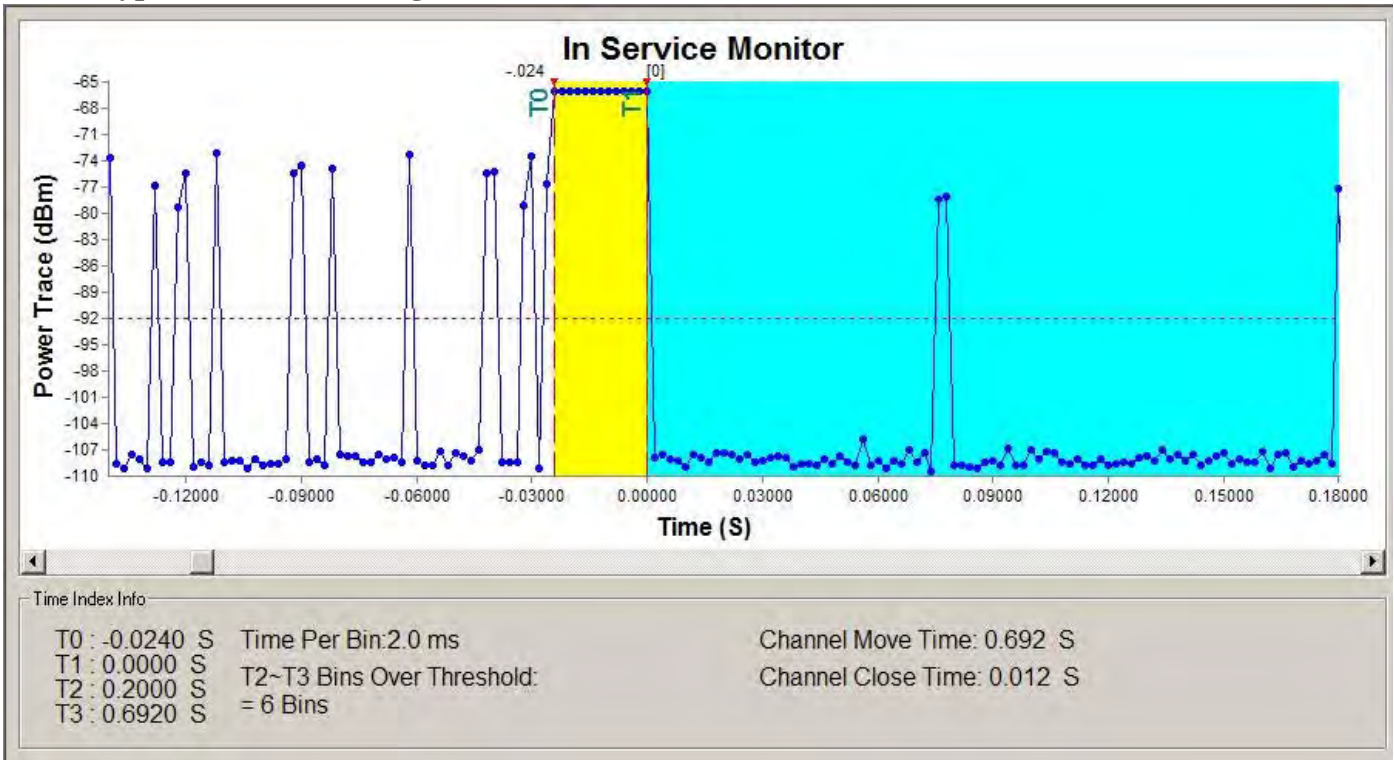 In Service Monitor
-.024 [0]
T0 T1
Power Trace (dBm)
-65
-68
-71
-74
-77
-80
-83
-86
-89
-92
-95
-98
-101
-104
-107
-110
-0.12000 -0.09000 -0.06000 -0.03000 0.00000 0.03000 0.06000 0.09000 0.12000 0.15000 0.18000
Time (S)
Time Index Info
T0 : -0.0240 S Time Per Bin:2.0 ms Channel Move Time: 0.692 S
T1 : 0.0000 S
T2 : 0.2000 S T2~T3 Bins Over Threshold: Channel Close Time: 0.012 S
T3 : 0.6920 S = 6 Bins